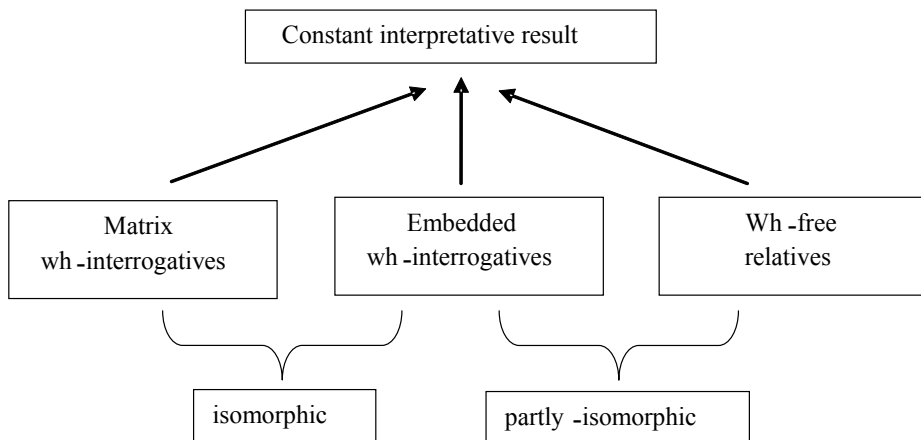 Constant interpretative result
Matrix
wh-interrogatives
Embedded
wh-interrogatives
Wh-free
relatives
isomorphic
partly-isomorphic